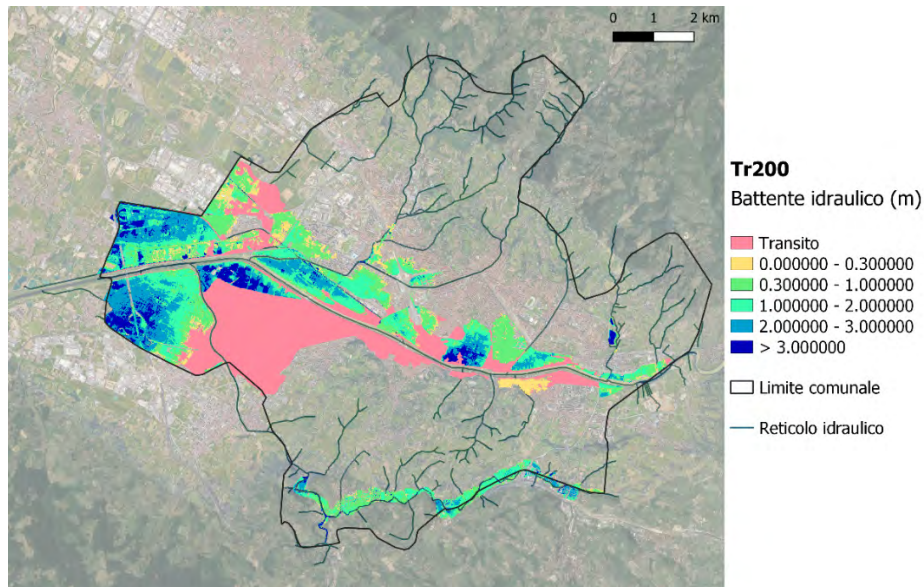 0 1 2 km
Tr200
Battente idraulico (m)
Transito
0.000000 - 0.300000
0.300000 - 1.000000
1.000000 - 2.000000
2.000000 - 3.000000
> 3.000000
Limite comunale
Reticolo idraulico